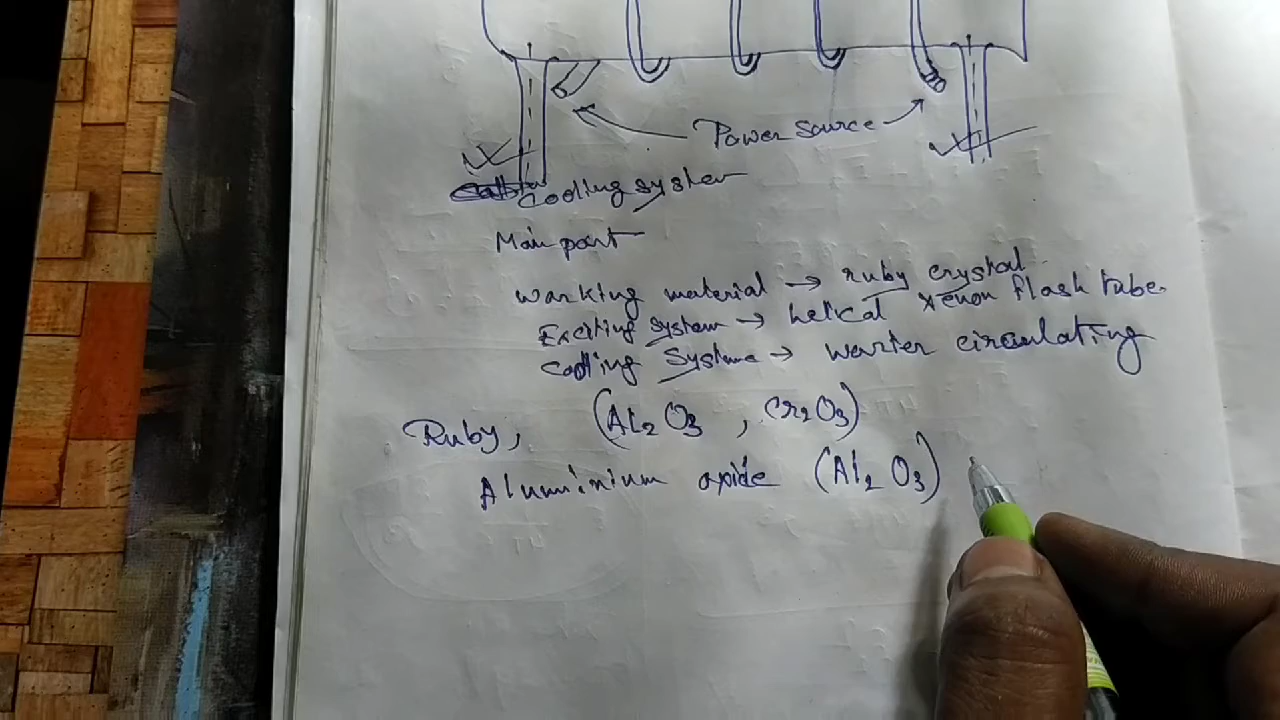 Power source
Cooling system
Main part
Working material → ruby crystal
Exciting system → helical xenon flash tube.
Cooling System → warter circulating
Ruby, (Al2O3, Cr2O3)
Aluminium oxide (Al2O3)